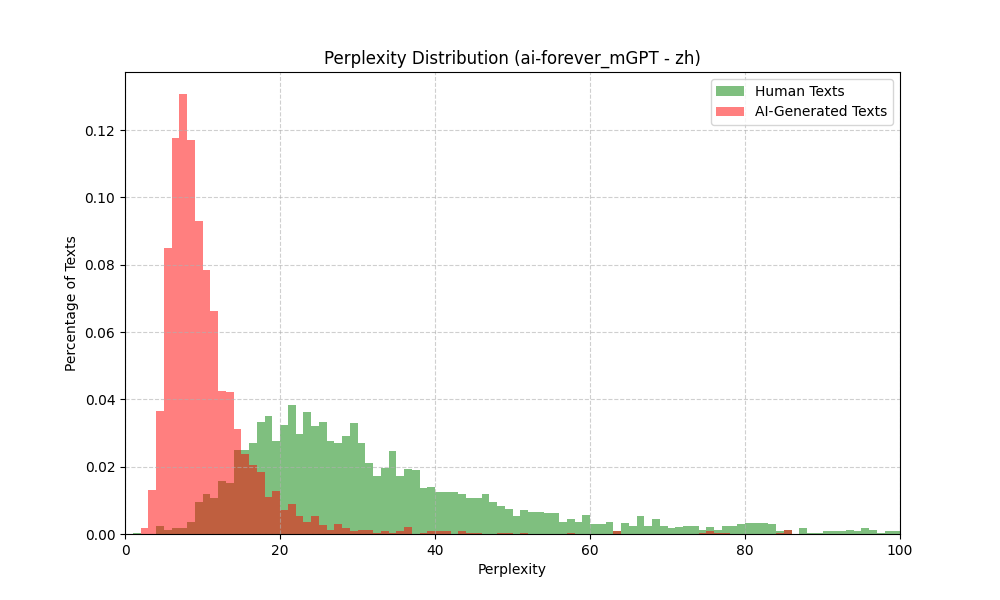 Perplexity Distribution (ai-forever_mGPT - zh)
Human Texts
AI-Generated Texts
Percentage of Texts
0.12
0.10
0.08
0.06
0.04
0.02
0.00
0 20 40 60 80 100
Perplexity